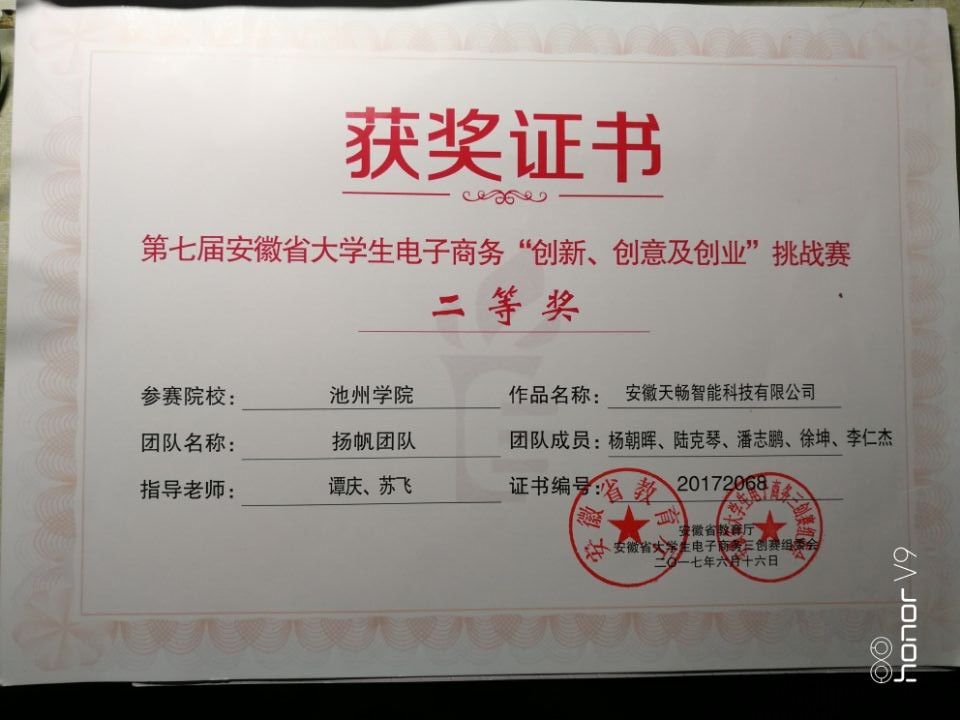 获奖证书
第七届安徽省大学生电子商务“创新、创意及创业”挑战赛
二等奖
参赛院校：池州学院 作品名称：安徽天畅智能科技有限公司
团队名称：扬帆团队 团队成员：杨朝晖、陆克琴、潘志鹏、徐坤、李仁杰
指导老师：谭庆、苏飞 证书编号：20172068
安徽省教育厅
安徽省教育厅
安徽省大学生电子商务三创赛组委会
二〇一七年六月十六日
大学生电子商务三创赛组委会
honor V9